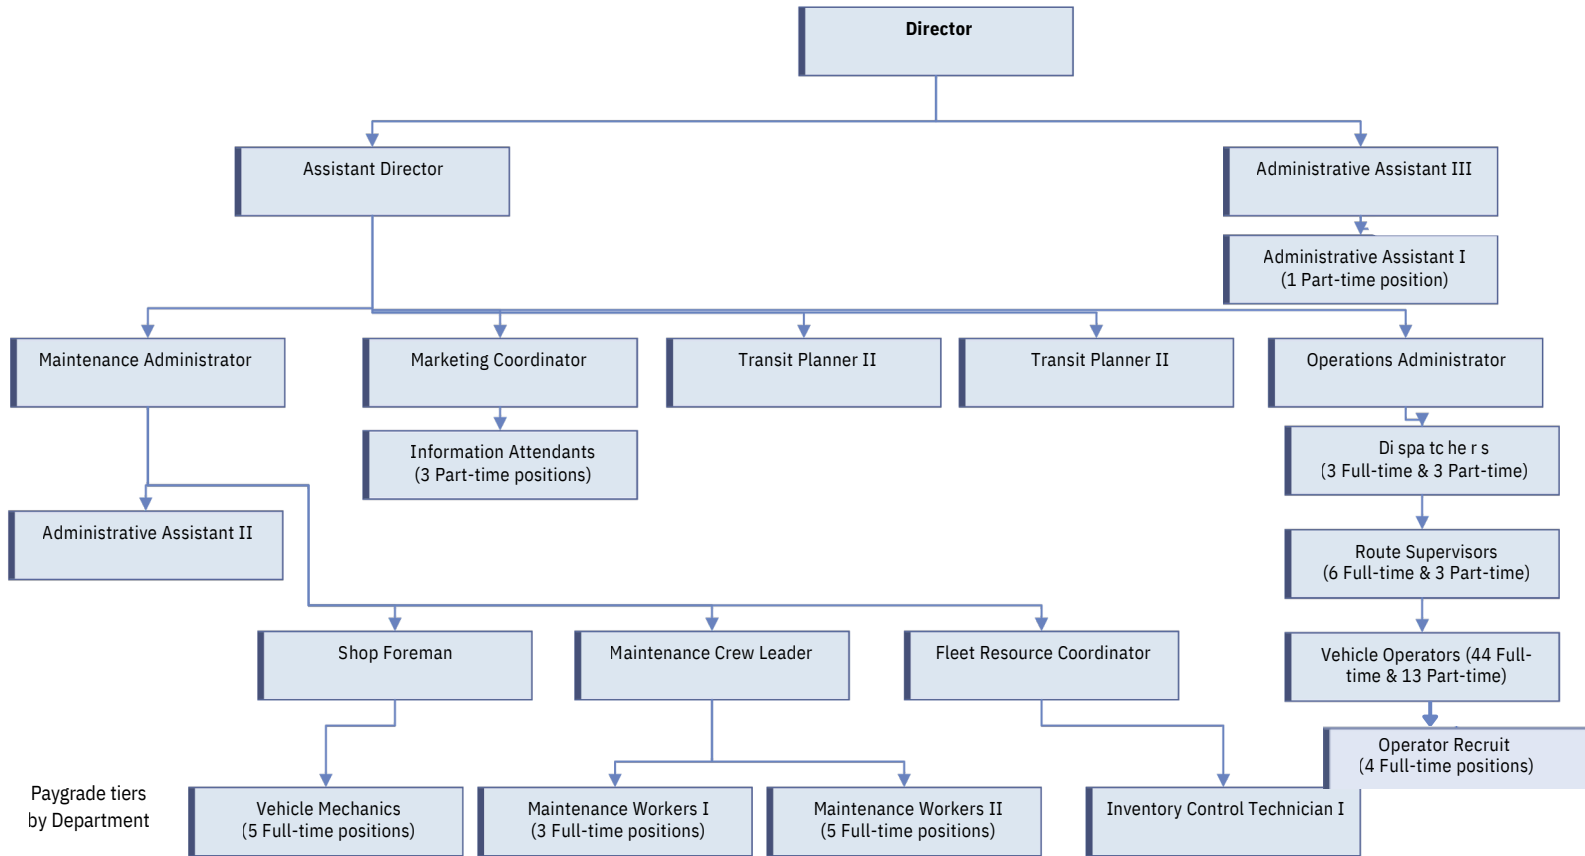 Director
Assistant Director
Administrative Assistant III
Administrative Assistant I
(1 Part-time position)
Maintenance Administrator
Marketing Coordinator
Transit Planner II
Transit Planner II
Operations Administrator
Information Attendants
(3 Part-time positions)
Dispatchers
(3 Full-time & 3 Part-time)
Administrative Assistant II
Route Supervisors
(6 Full-time & 3 Part-time)
Shop Foreman
Maintenance Crew Leader
Fleet Resource Coordinator
Vehicle Operators (44 Full-
time & 13 Part-time)
Operator Recruit
(4 Full-time positions)
Paygrade tiers
by Department
Vehicle Mechanics
(5 Full-time positions)
Maintenance Workers I
(3 Full-time positions)
Maintenance Workers II
(5 Full-time positions)
Inventory Control Technician I